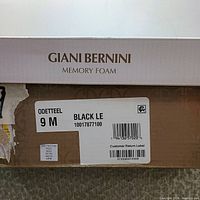 GIANI BERNINI
MEMORY FOAM
ODETTEEL
9 M
BLACK LE
10017877100
Customer Return Label